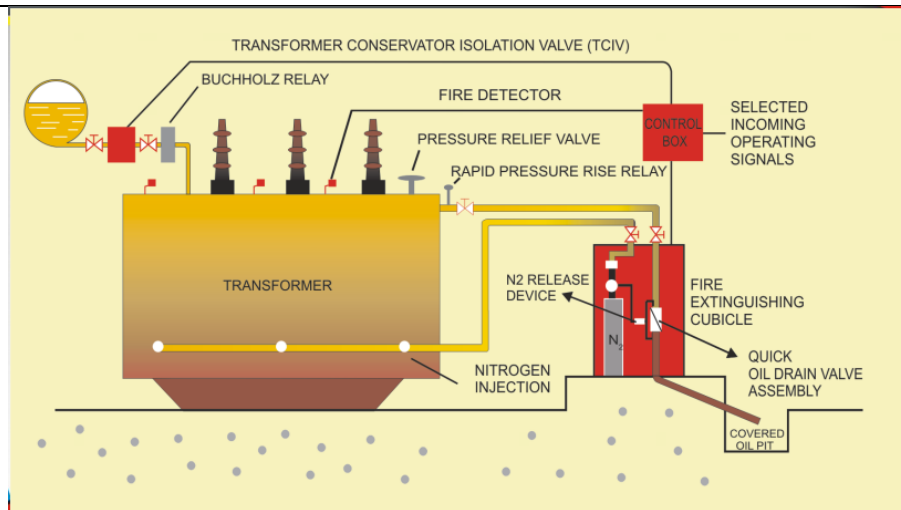 TRANSFORMER CONSERVATOR ISOLATION VALVE (TCIV)
BUCHHOLZ RELAY
FIRE DETECTOR
CONTROL
BOX
SELECTED
INCOMING
OPERATING
SIGNALS
PRESSURE RELIEF VALVE
RAPID PRESSURE RISE RELAY
TRANSFORMER
N2 RELEASE
DEVICE
FIRE
EXTINGUISHING
CUBICLE
N2
NITROGEN
INJECTION
QUICK
OIL DRAIN VALVE
ASSEMBLY
COVERED
OIL PIT